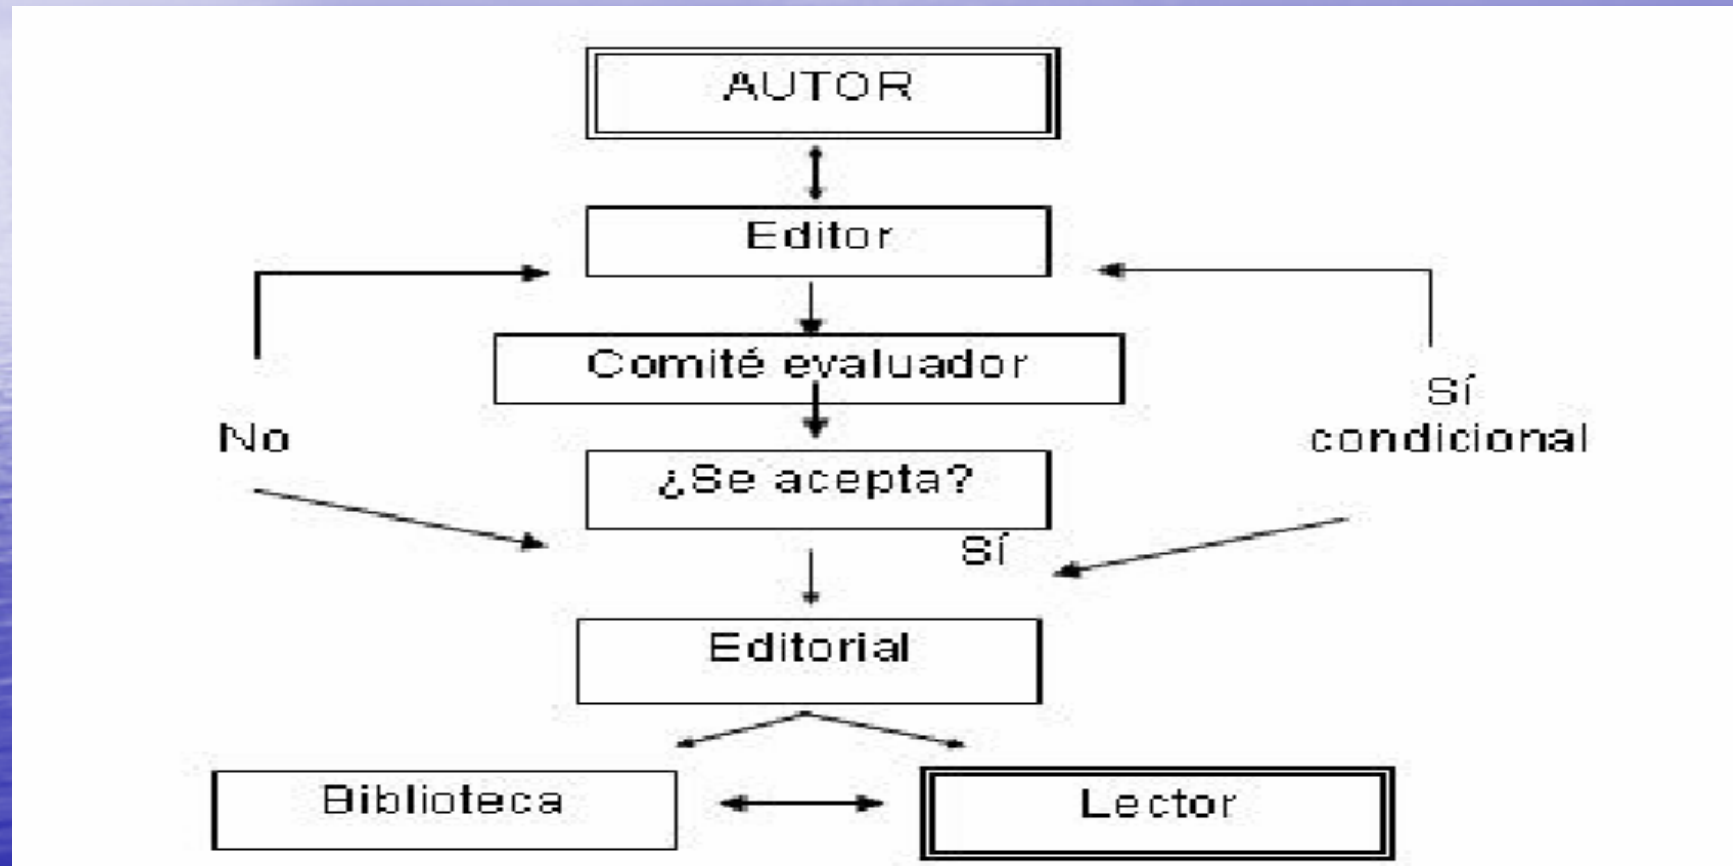 AUTOR
Editor
Comité evaluador
No
Sí
condicional
¿Se acepta?
Sí
Editorial
Biblioteca
Lector